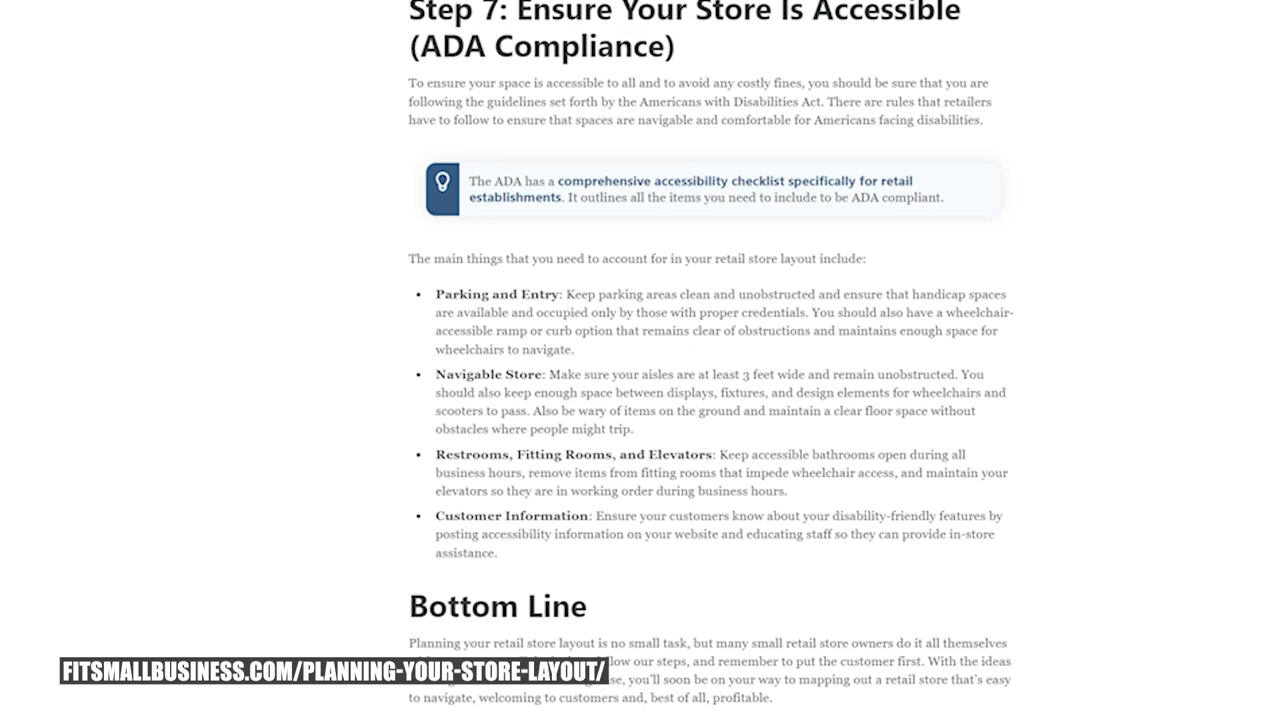 Step 7: Ensure Your Store Is Accessible
(ADA Compliance)
To ensure your space is accessible to all and to avoid any costly fines, you should be sure that you are
following the guidelines set forth by the Americans with Disabilities Act. There are rules that retailers
have to follow to ensure that spaces are navigable and comfortable for Americans facing disabilities.
The ADA has a comprehensive accessibility checklist specifically for retail
establishments. It outlines all the items you need to include to be ADA compliant.
The main things that you need to account for in your retail store layout include:
• Parking and Entry: Keep parking areas clean and unobstructed and ensure that handicap spaces
are available and occupied only by those with proper credentials. You should also have a wheelchair-
accessible ramp or curb option that remains clear of obstructions and maintains enough space for
wheelchairs to navigate.
• Navigable Store: Make sure your aisles are at least 3 feet wide and remain unobstructed. You
should also keep enough space between displays, fixtures, and design elements for wheelchairs and
scooters to pass. Also be wary of items on the ground and maintain a clear floor space without
obstacles where people might trip.
• Restrooms, Fitting Rooms, and Elevators: Keep accessible bathrooms open during all
business hours, remove items from fitting rooms that impede wheelchair access, and maintain your
elevators so they are in working order during business hours.
• Customer Information: Ensure your customers know about your disability-friendly features by
posting accessibility information on your website and educating staff so they can provide in-store
assistance.
Bottom Line
Planning your retail store layout is no small task, but many small retail store owners do it all themselves
our steps, and remember to put the customer first. With the ideas
you'll soon be on your way to mapping out a retail store that's easy
to navigate, welcoming to customers and, best of all, profitable.
FITSMALLBUSINESS.COM/PLANNING-YOUR-STORE-LAYOUT/